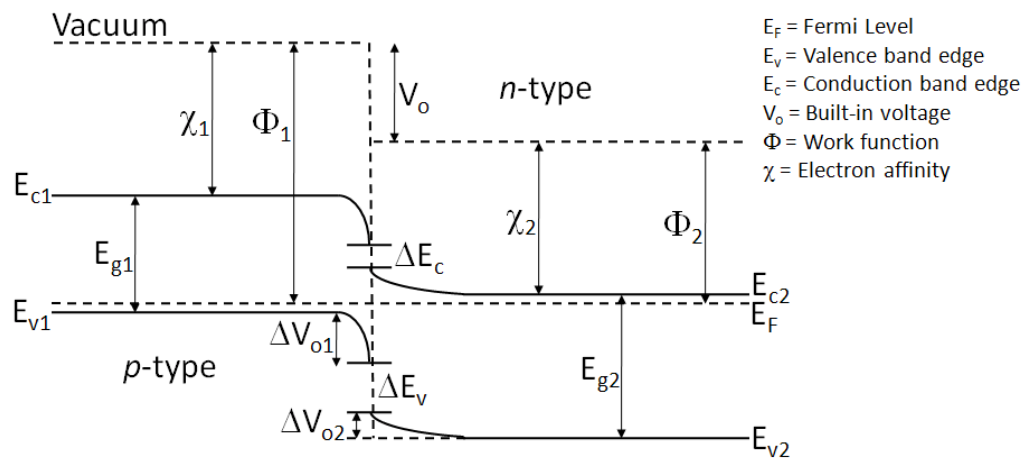 Vacuum
E_F = Fermi Level
E_v = Valence band edge
E_c = Conduction band edge
V_o = Built-in voltage
Φ = Work function
χ = Electron affinity
n-type
V_o
χ_1
Φ_1
E_c1
χ_2
Φ_2
E_g1
ΔE_c
E_c2
E_F
E_v1
ΔV_o1
p-type
E_g2
ΔE_v
ΔV_o2
E_v2